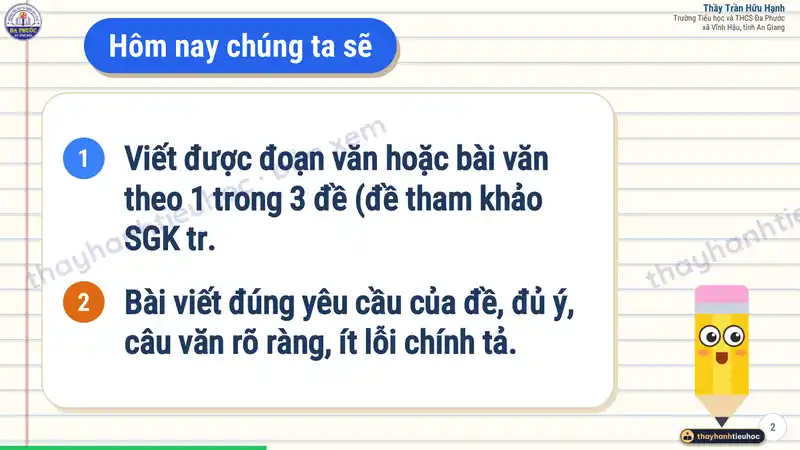 Thầy Trần Hữu Hạnh
Trường Tiểu học và THCS Đa Phước
xã Vĩnh Hậu, tỉnh An Giang
ĐA PHƯỚC
Hôm nay chúng ta sẽ
1
Viết được đoạn văn hoặc bài văn
theo 1 trong 3 đề (đề tham khảo
SGK tr.
2
Bài viết đúng yêu cầu của đề, đủ ý,
câu văn rõ ràng, ít lỗi chính tả.
thayhanhtieuhoc
2